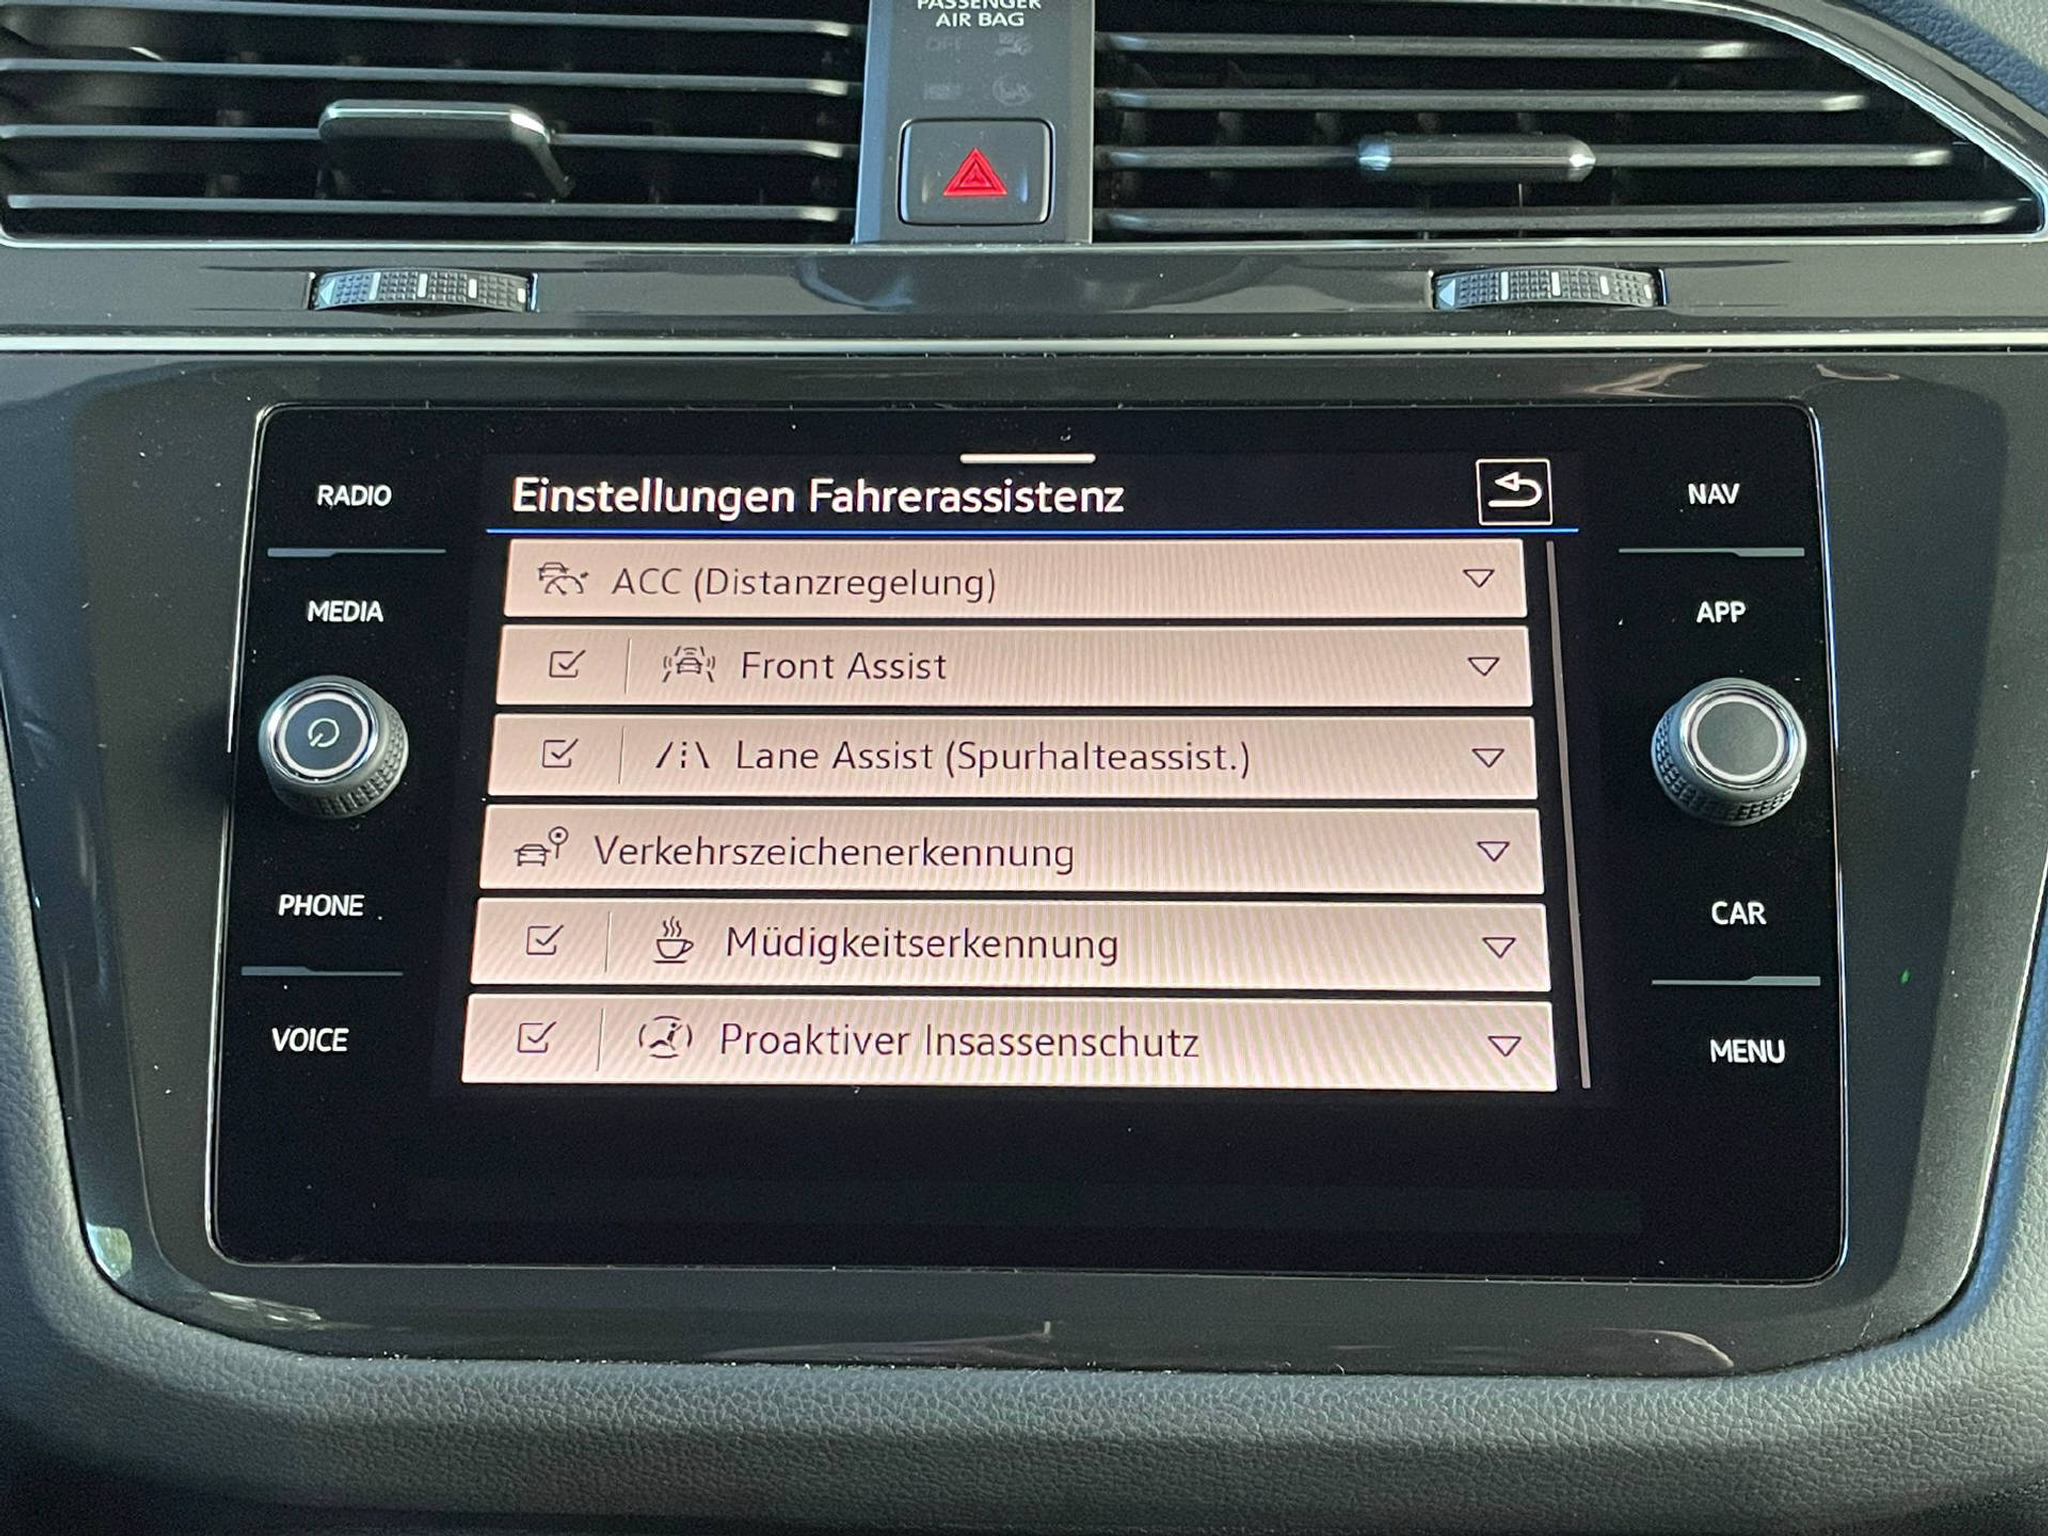 PASSENGER
AIR BAG
OFF
RADIO
MEDIA
PHONE
VOICE
Einstellungen Fahrerassistenz
ACC (Distanzregelung)
Front Assist
Lane Assist (Spurhalteassist.)
Verkehrszeichenerkennung
Müdigkeitserkennung
Proaktiver Insassenschutz
NAV
APP
CAR
MENU